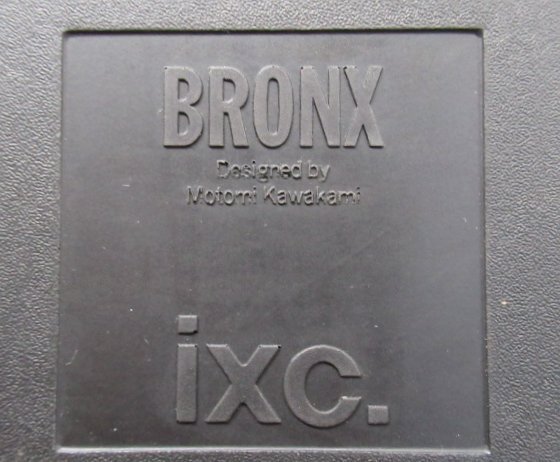 BRONX
Designed by
Motomi Kawakami
ixc.